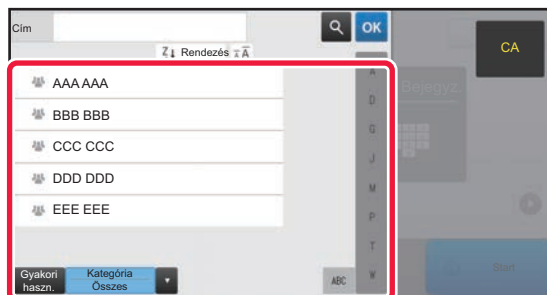 Cím
OK
CA
Z↓ Rendezés
AAA AAA
BBB BBB
CCC CCC
DDD DDD
EEE EEE
A
D
G
J
M
P
T
W
Bejegyz.
Gyakori
haszn.
Kategória
Összes
ABC
Start